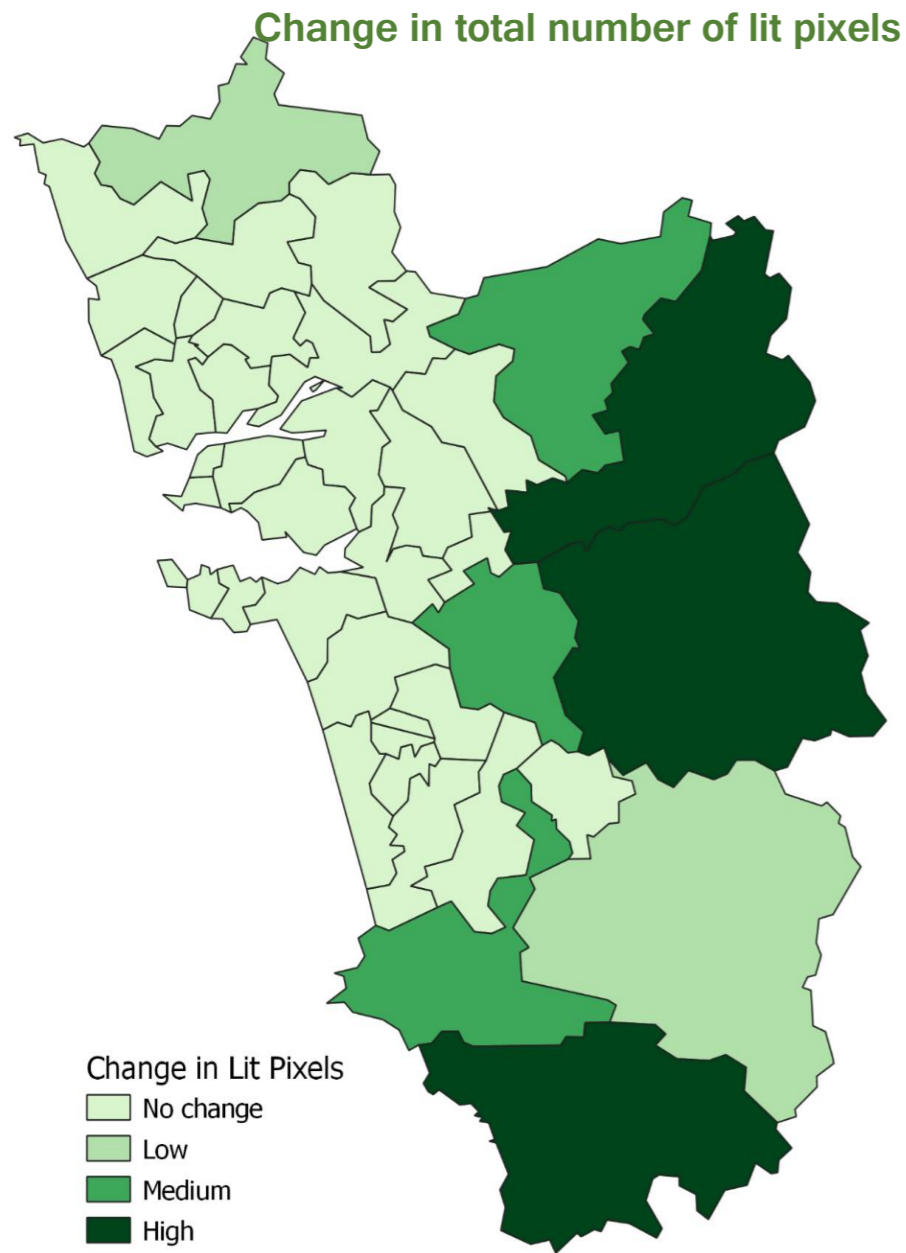 Change in total number of lit pixels
Change in Lit Pixels
No change
Low
Medium
High